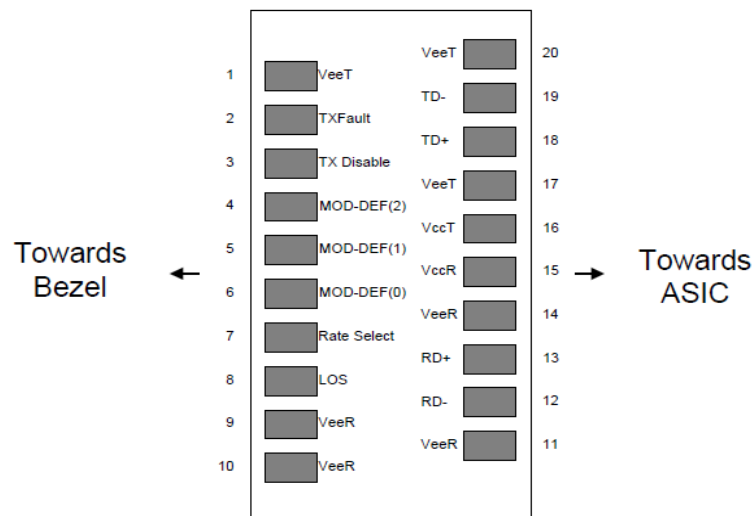 VeeT 20
1 VeeT
TD- 19
2 TXFault
TD+ 18
3 TX Disable
VeeT 17
4 MOD-DEF(2)
VccT 16
5 MOD-DEF(1)
Towards
Bezel
VccR 15
Towards
ASIC
6 MOD-DEF(0)
VeeR 14
7 Rate Select
RD+ 13
8 LOS
RD- 12
9 VeeR
VeeR 11
10 VeeR